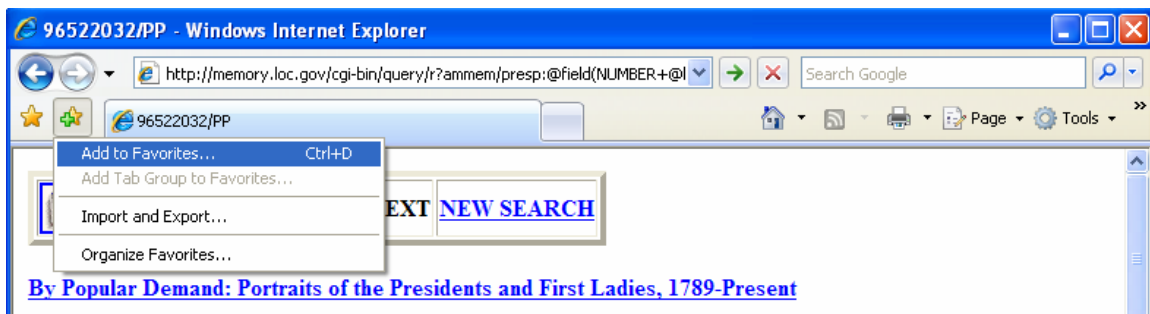 96522032/PP - Windows Internet Explorer
http://memory.loc.gov/cgi-bin/query/r?ammem/presp:@field(NUMBER+@l Search Google
96522032/PP Page Tools »
Add to Favorites... Ctrl+D
Add Tab Group to Favorites...
Import and Export... EXT NEW SEARCH
Organize Favorites...
By Popular Demand: Portraits of the Presidents and First Ladies, 1789-Present